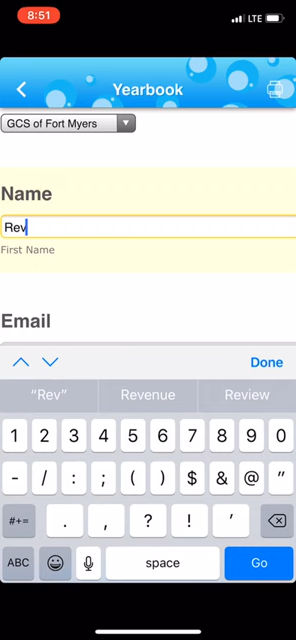 8:51
LTE
Yearbook
GCS of Fort Myers
Name
Rev
First Name
Email
Done
“Rev” Revenue Review
1 2 3 4 5 6 7 8 9 0
- / : ; ( ) $ & @ "
#+= . , ? ! ’
ABC space Go